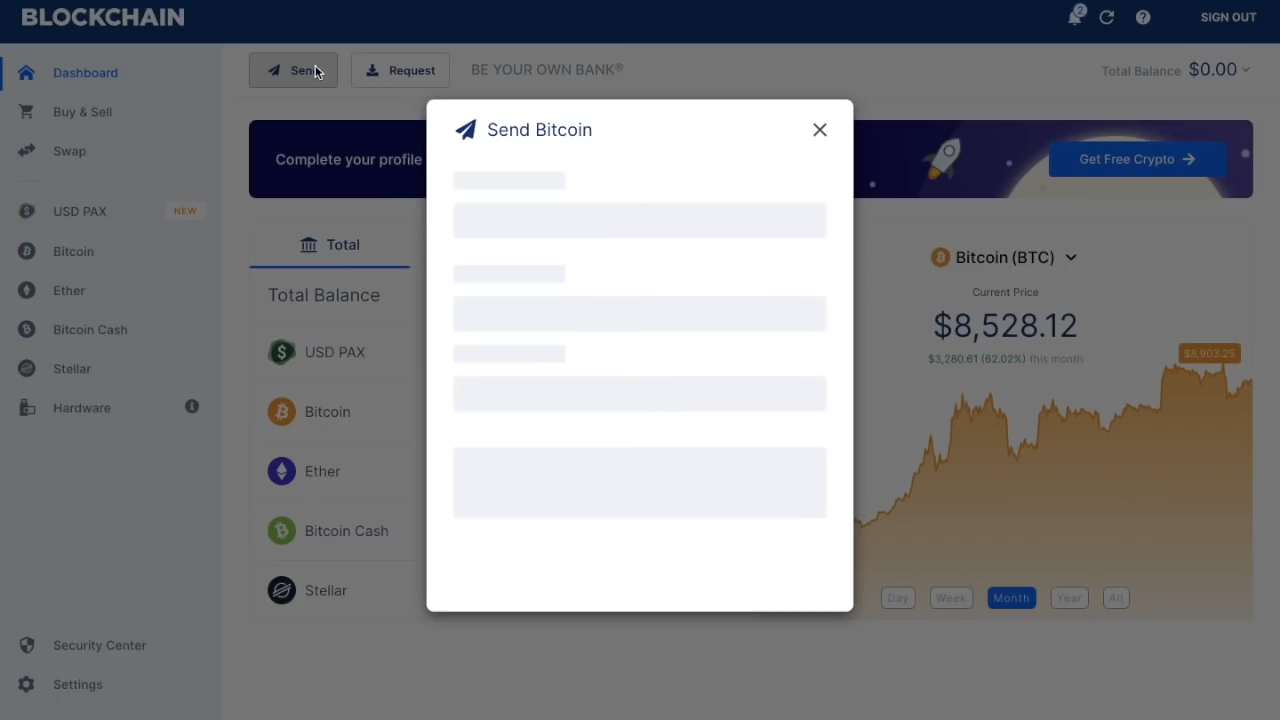 BLOCKCHAIN
2
SIGN OUT
Dashboard
Buy & Sell
Swap
USD PAX NEW
Bitcoin
Ether
Bitcoin Cash
Stellar
Hardware
Security Center
Settings
Send
Request
BE YOUR OWN BANK®
Total Balance $0.00
Complete your profile
Get Free Crypto
Send Bitcoin
Total
Total Balance
USD PAX
Bitcoin
Ether
Bitcoin Cash
Stellar
Bitcoin (BTC)
Current Price
$8,528.12
$3,280.61 (62.02%) this month
$8,903.25
Day
Week
Month
Year
All